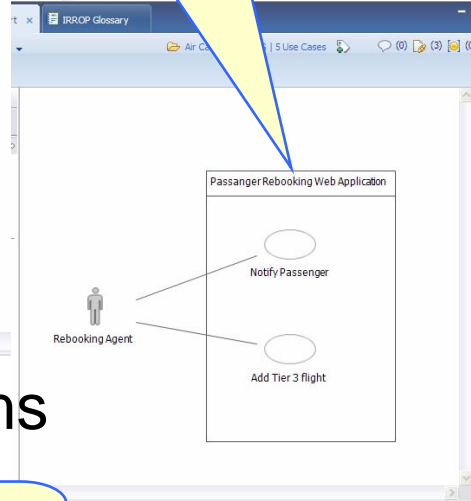 IRROP Glossary
Air Ca
| 5 Use Cases
(0)
(3)
Passanger Rebooking Web Application
Notify Passenger
Rebooking Agent
Add Tier 3 flight